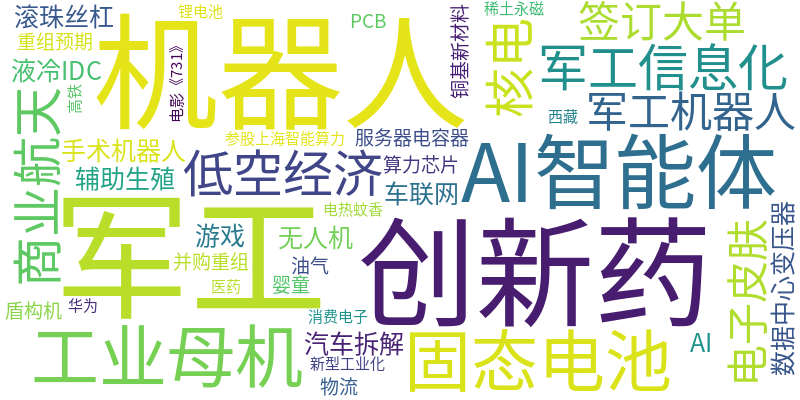 滚珠丝杠
锂电池
PCB
稀土永磁
签订大单
重组预期
机器人
铜基新材料
核电
电影《731》
液冷IDC
高铁
军工信息化
商业航天
军工机器人
西藏
参股上海智能算力
服务器电容器
手术机器人
低空经济
算力芯片
AI智能体
辅助生殖
车联网
军工
电热蚊香
创新药
游戏
无人机
数据中心变压器
电子皮肤
并购重组
油气
医药
婴童
盾构机
华为
消费电子
工业母机
汽车拆解
固态电池
AI
新型工业化
物流